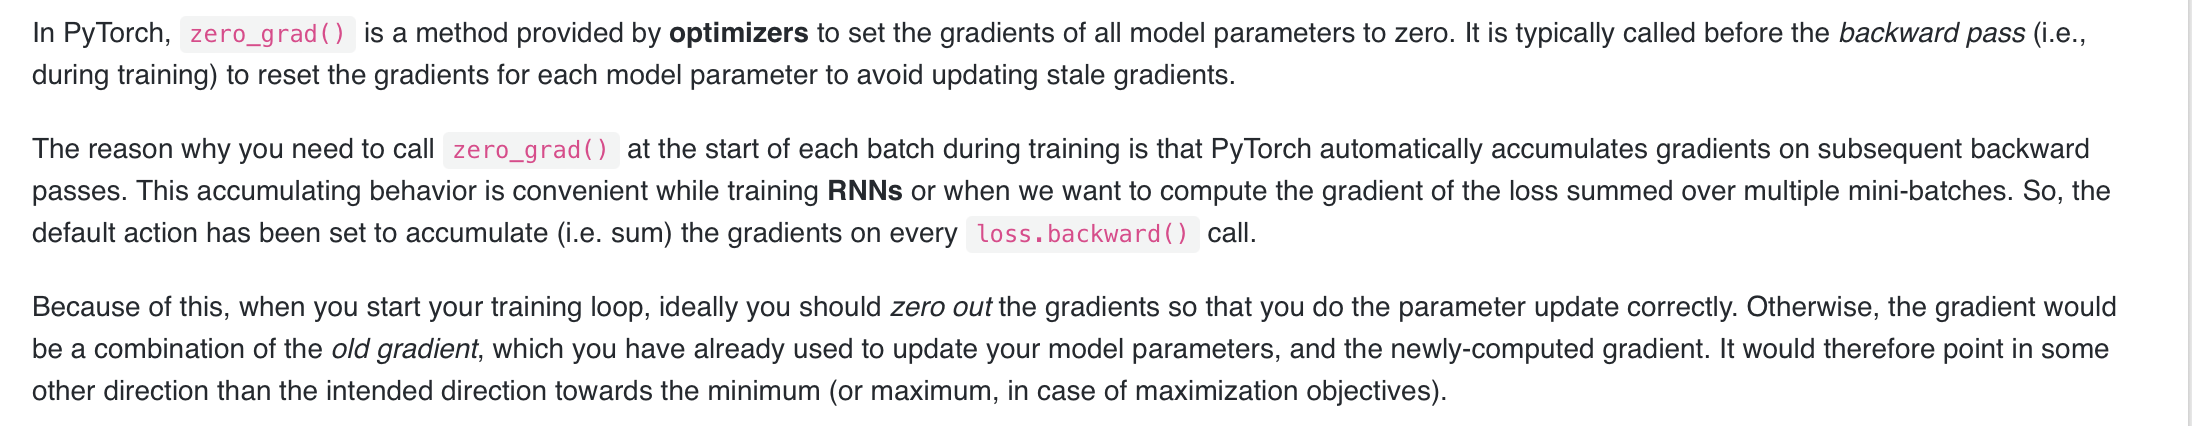 In PyTorch, zero_grad() is a method provided by optimizers to set the gradients of all model parameters to zero. It is typically called before the backward pass (i.e.,
during training) to reset the gradients for each model parameter to avoid updating stale gradients.
The reason why you need to call zero_grad() at the start of each batch during training is that PyTorch automatically accumulates gradients on subsequent backward
passes. This accumulating behavior is convenient while training RNNs or when we want to compute the gradient of the loss summed over multiple mini-batches. So, the
default action has been set to accumulate (i.e. sum) the gradients on every loss.backward() call.
Because of this, when you start your training loop, ideally you should zero out the gradients so that you do the parameter update correctly. Otherwise, the gradient would
be a combination of the old gradient, which you have already used to update your model parameters, and the newly-computed gradient. It would therefore point in some
other direction than the intended direction towards the minimum (or maximum, in case of maximization objectives).